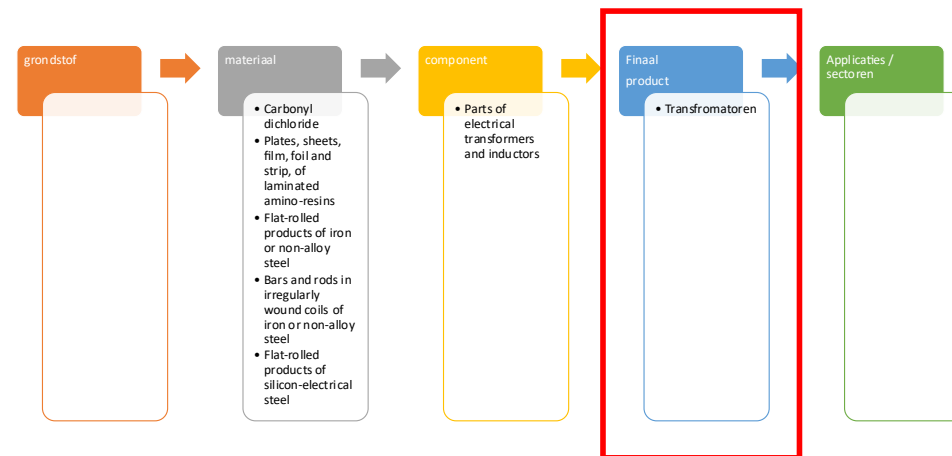 grondstof
materiaal
• Carbonyl
dichloride
• Plates, sheets,
film, foil and
strip, of
laminated
amino-resins
• Flat-rolled
products of iron
or non-alloy
steel
• Bars and rods in
irregularly
wound coils of
iron or non-alloy
steel
• Flat-rolled
products of
silicon-electrical
steel
component
• Parts of
electrical
transformers
and inductors
Finaal
product
• Transfromatoren
Applicaties /
sectoren